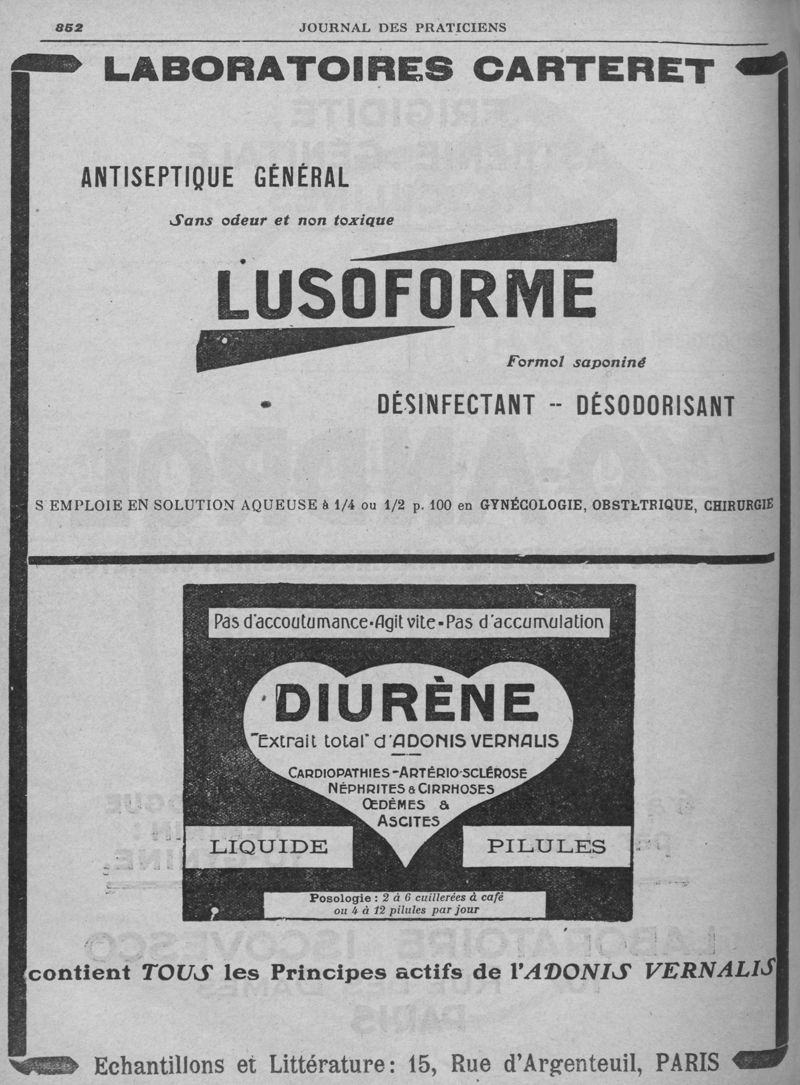 852
JOURNAL DES PRATICIENS
LABORATOIRES CARTERET
ANTISEPTIQUE GÉNÉRAL
Sans odeur et non toxique
LUSOFORME
Formol saponiné
DÉSINFECTANT -- DÉSODORISANT
S'EMPLOIE EN SOLUTION AQUEUSE à 1/4 ou 1/2 p. 100 en GYNÉCOLOGIE, OBSTÉTRIQUE, CHIRURGIE
Pas d'accoutumance-Agit vite-Pas d'accumulation
DIURÈNE
"Extrait total" d'ADONIS VERNALIS
CARDIOPATHIES-ARTÉRIO-SCLÉROSE
NÉPHRITES & CIRRHOSES
ŒDÈMES &
ASCITES
LIQUIDE
PILULES
Posologie : 2 à 6 cuillerées à café
ou 4 à 12 pilules par jour
contient TOUS les Principes actifs de l'ADONIS VERNALIS
Echantillons et Littérature: 15, Rue d'Argenteuil, PARIS